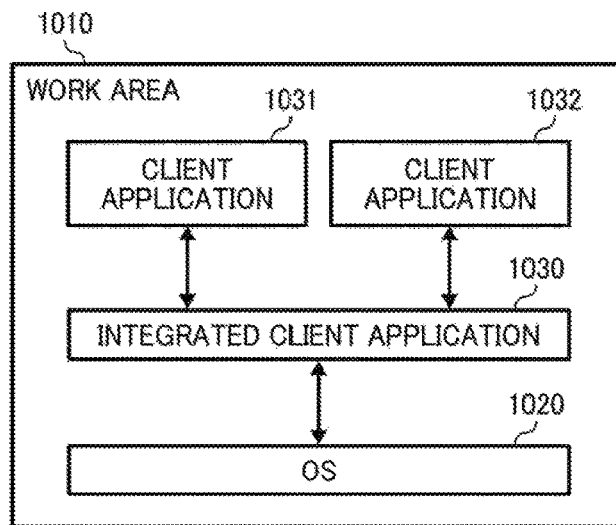 1010
WORK AREA
1031
1032
CLIENT
APPLICATION
CLIENT
APPLICATION
1030
INTEGRATED CLIENT APPLICATION
1020
OS